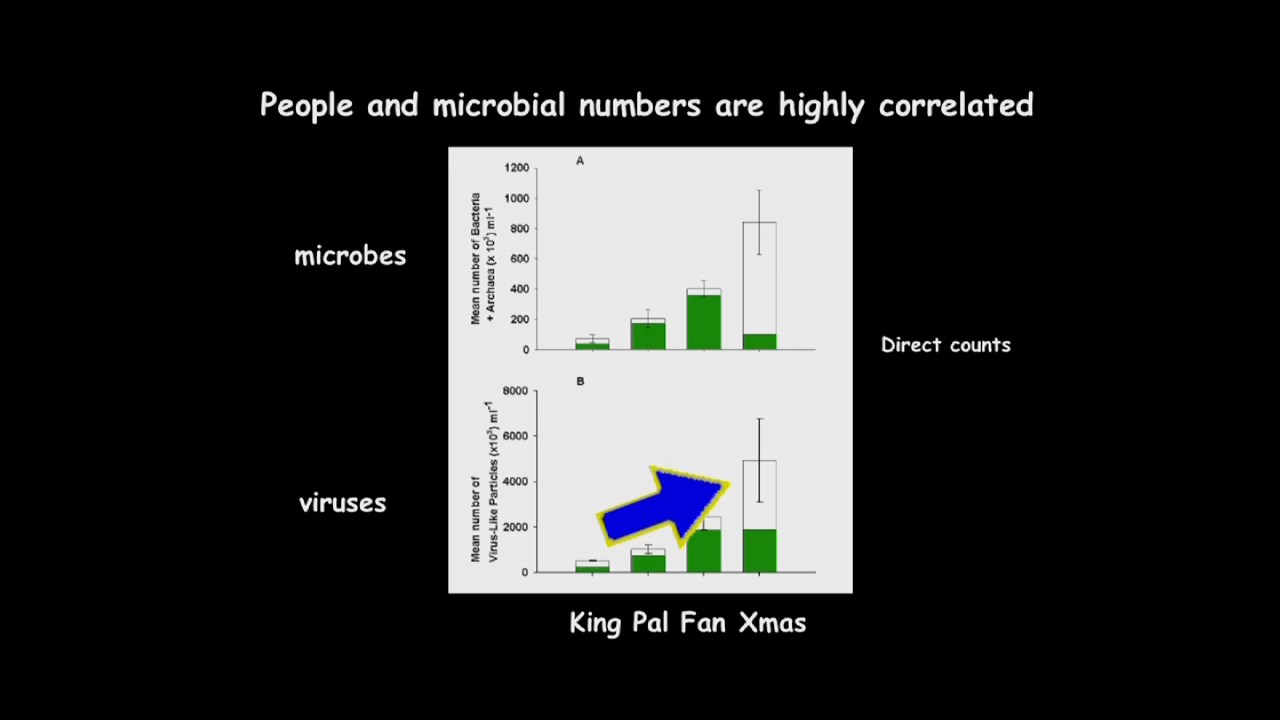 People and microbial numbers are highly correlated
A
1200
1000
800
600
400
200
0
Mean number of Bacteria
+ Archaea (x 10³) ml-1
microbes
Direct counts
B
8000
6000
4000
2000
0
Mean number of
Virus-Like Particles (x10³) ml⁻¹
viruses
King Pal Fan Xmas